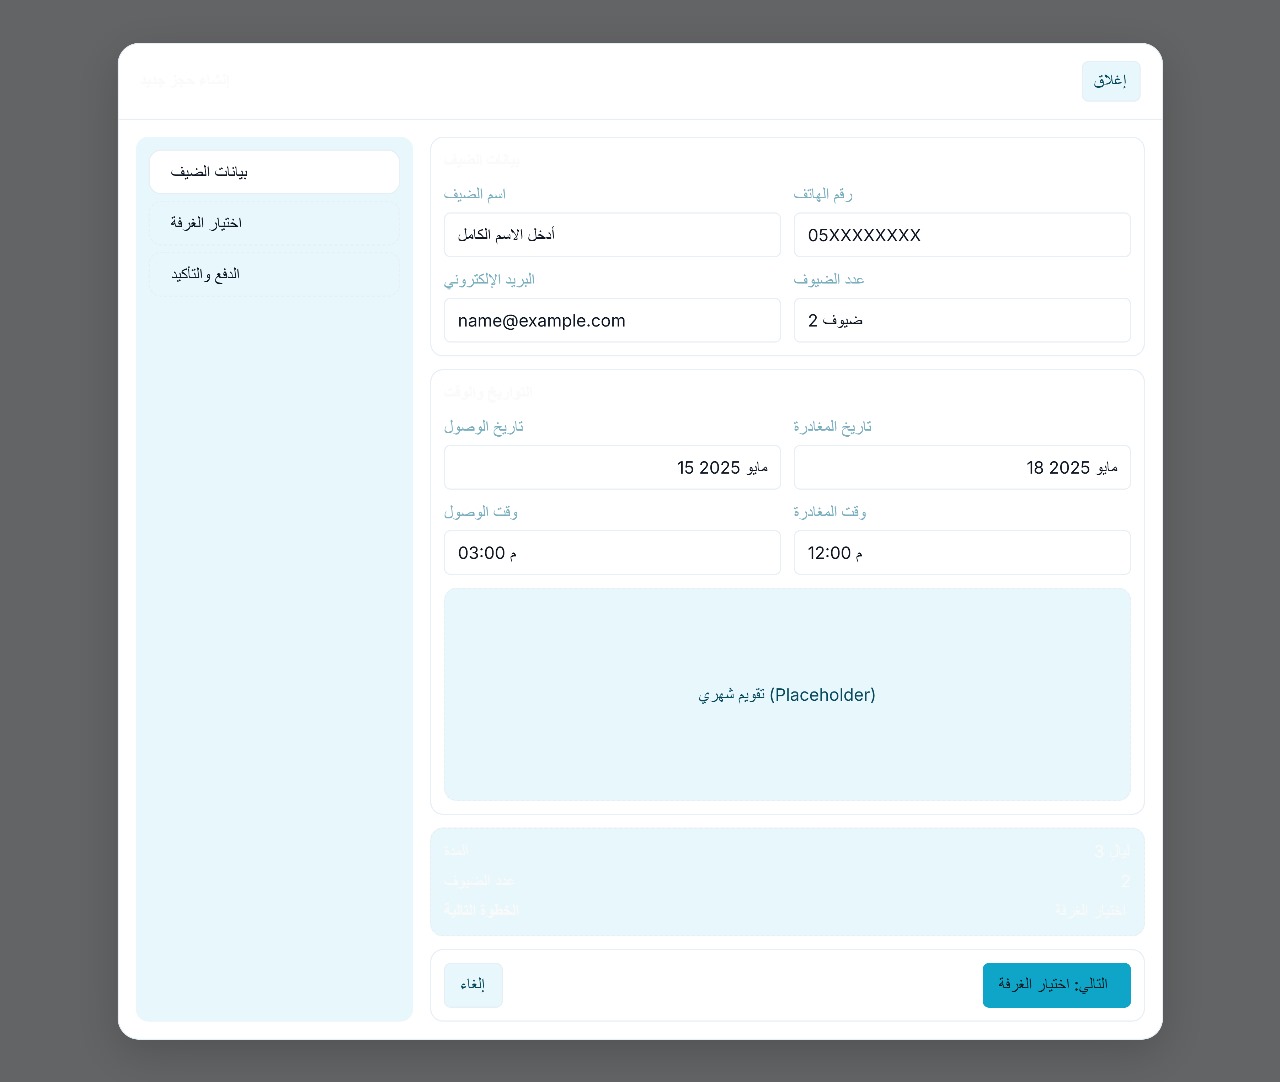 إنشاء حجز جديد
إغلاق
بيانات الضيف
اختيار الغرفة
الدفع والتأكيد
بيانات الضيف
اسم الضيف
رقم الهاتف
أدخل الاسم الكامل
05XXXXXXXX
البريد الإلكتروني
عدد الضيوف
name@example.com
2 ضيوف
التواريخ والوقت
تاريخ الوصول
تاريخ المغادرة
15 مايو 2025
18 مايو 2025
وقت الوصول
وقت المغادرة
03:00 م
12:00 م
تقويم شهري (Placeholder)
المدة
3 ليالٍ
عدد الضيوف
2
الخطوة التالية
اختيار الغرفة
إلغاء
التالي: اختيار الغرفة